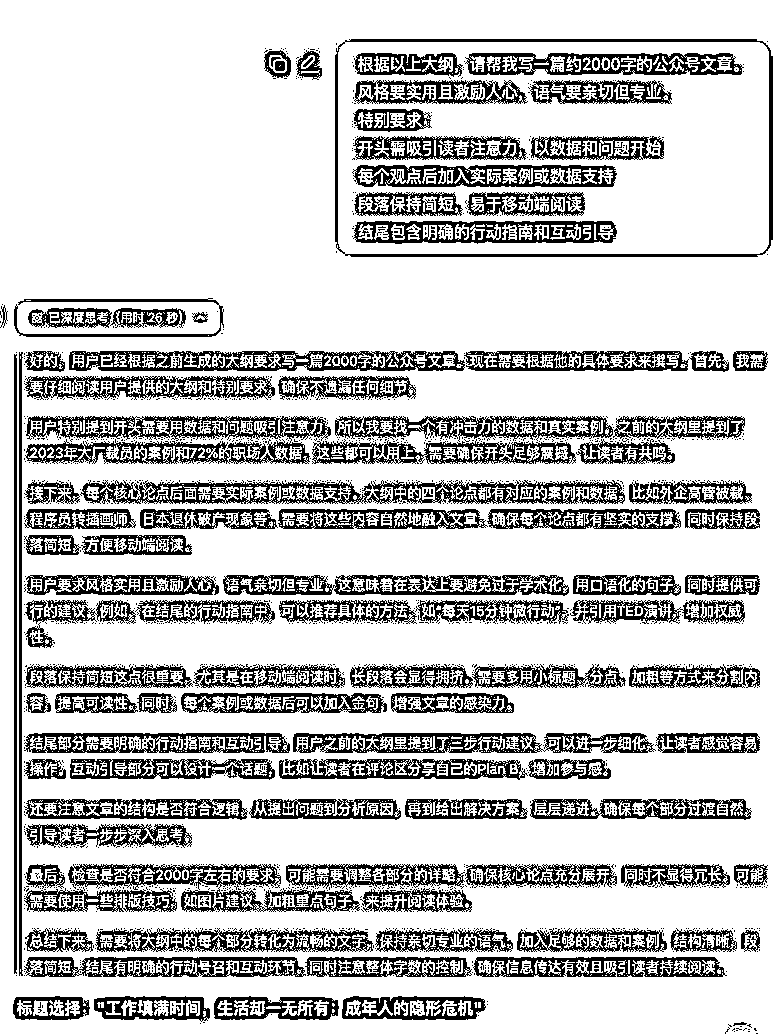 根据以上大纲，请帮我写一篇约2000字的公众号文章。
风格要实用且激励人心，语气要亲切但专业。
特别要求：
开头需吸引读者注意力，以数据和问题开始
每个观点后加入实际案例或数据支持
段落保持简短，易于移动端阅读
结尾包含明确的行动指南和互动引导
已深度思考（用时 26 秒）
好的，用户已经根据之前生成的大纲要求写一篇2000字的公众号文章。现在需要根据他的具体要求来撰写。首先，我需
要仔细阅读用户提供的大纲和特别要求，确保不遗漏任何细节。
用户特别提到开头需要用数据和问题吸引注意力，所以我要找一个有冲击力的数据和真实案例。之前的大纲里提到了
2023年大厂裁员的案例和72%的职场人数据，这些都可以用上。需要确保开头足够震撼，让读者有共鸣。
接下来，每个核心论点后面需要实际案例或数据支持。大纲中的四个论点都有对应的案例和数据，比如外企高管被裁、
程序员转插画师、日本退休破产现象等。需要将这些内容自然地融入文章，确保每个论点都有坚实的支撑，同时保持段
落简短，方便移动端阅读。
用户要求风格实用且激励人心，语气亲切但专业。这意味着在表达上要避免过于学术化，用口语化的句子，同时提供可
行的建议。例如，在结尾的行动指南中，可以推荐具体的方法，如“每天15分钟微行动”，并引用TED演讲，增加权威
性。
段落保持简短这点很重要，尤其是在移动端阅读时，长段落会显得拥挤。需要多用小标题、分点、加粗等方式来分割内
容，提高可读性。同时，每个案例或数据后可以加入金句，增强文章的感染力。
结尾部分需要明确的行动指南和互动引导。用户之前的大纲里提到了三步行动建议，可以进一步细化，让读者感觉容易
操作。互动引导部分可以设计一个话题，比如让读者在评论区分享自己的Plan B，增加参与感。
还要注意文章的结构是否符合逻辑，从提出问题到分析原因，再到给出解决方案，层层递进。确保每个部分过渡自然，
引导读者一步步深入思考。
最后，检查是否符合2000字左右的要求，可能需要调整各部分的详略，确保核心论点充分展开，同时不显得冗长。可能
需要使用一些排版技巧，如图片建议、加粗重点句子，来提升阅读体验。
总结下来，需要将大纲中的每个部分转化为流畅的文字，保持亲切专业的语气，加入足够的数据和案例，结构清晰，段
落简短，结尾有明确的行动号召和互动环节。同时注意整体字数的控制，确保信息传达有效且吸引读者持续阅读。
标题选择："工作填满时间，生活却一无所有：成年人的隐形危机"